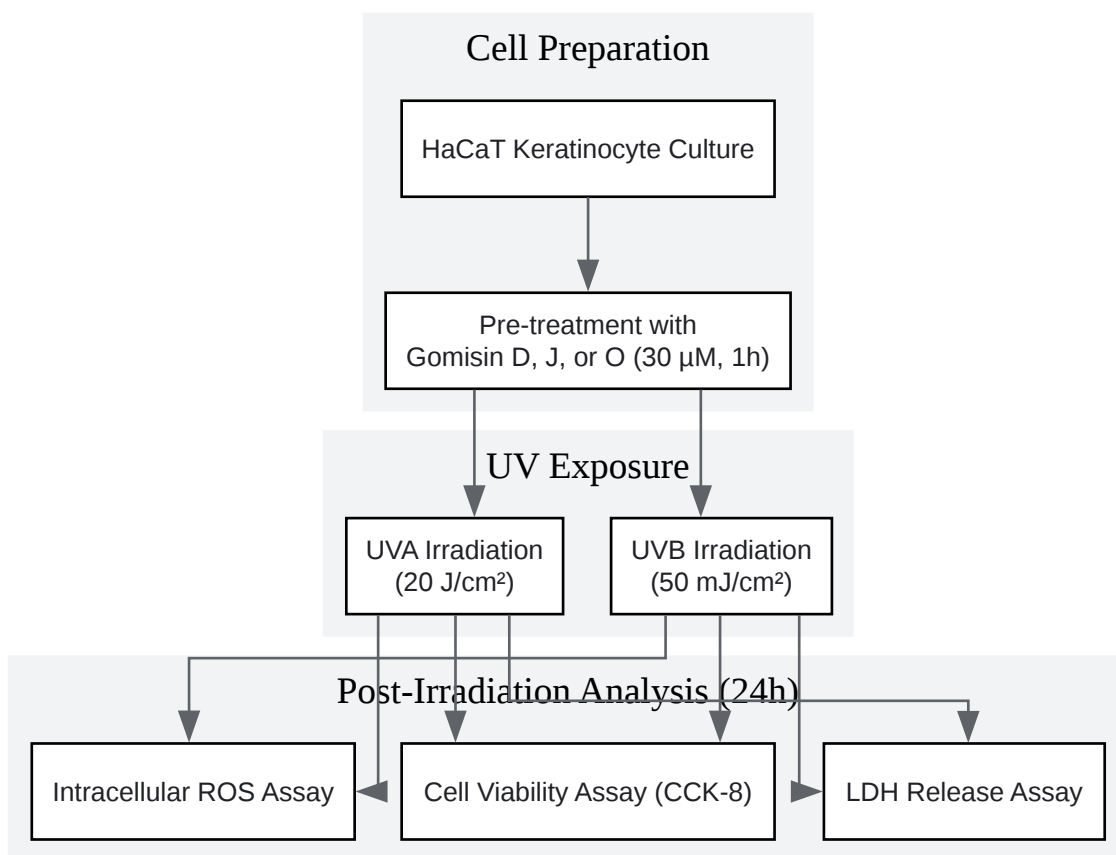 Cell Preparation
HaCaT Keratinocyte Culture
Pre-treatment with
Gomisin D, J, or O (30 µM, 1h)
UV Exposure
UVA Irradiation
(20 J/cm²)
UVB Irradiation
(50 mJ/cm²)
Post-Irradiation Analysis (24h)
Intracellular ROS Assay
Cell Viability Assay (CCK-8)
LDH Release Assay